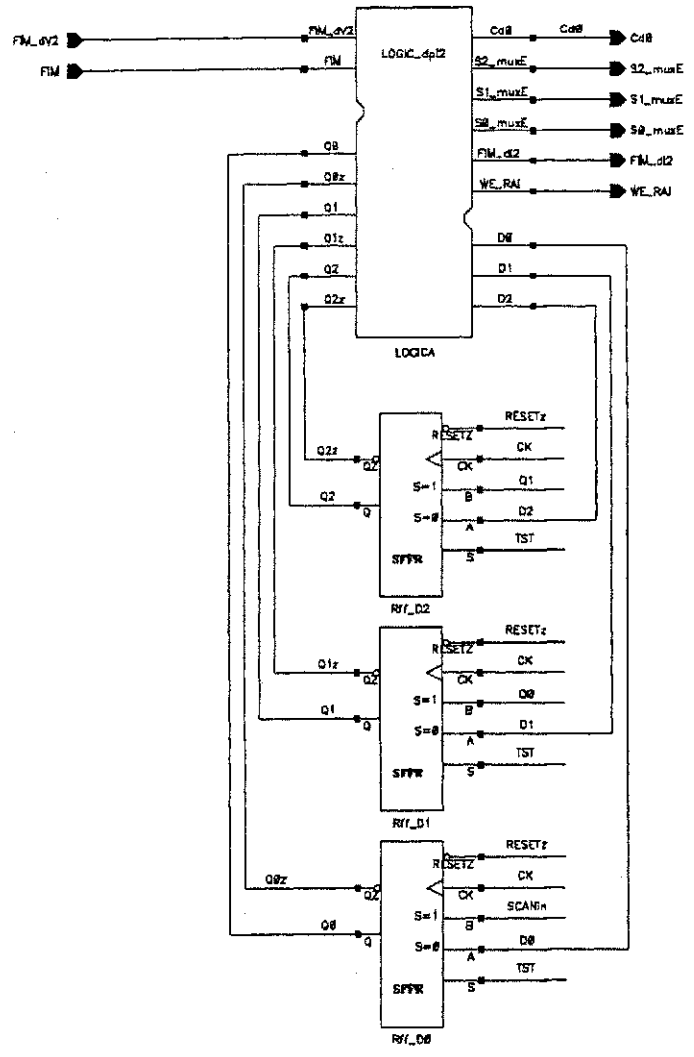 FIM_dV2 FIM_dV2 LOGIC_dpl2 Cd0 Cd0 Cd0
FIM FIM S2_muxE S2_muxE
S1_muxE S1_muxE
S0_muxE S0_muxE
Q0 FIM_dl2 FIM_dl2
Q0z WE_RAI WE_RAI
Q1
Q1z D0
Q2 D1
Q2z D2
LOGICA
RESETZ RESETz
Q2z QZ CK CK
S=1 B Q1
Q2 Q S=0 A D2
SFFR S TST
Rff_D2
RESETZ RESETz
Q1z QZ CK CK
S=1 B Q0
Q1 Q S=0 A D1
SFFR S TST
Rff_D1
RESETZ RESETz
Q0z QZ CK CK
S=1 B SCANin
Q0 Q S=0 A D0
SFFR S TST
Rff_D0